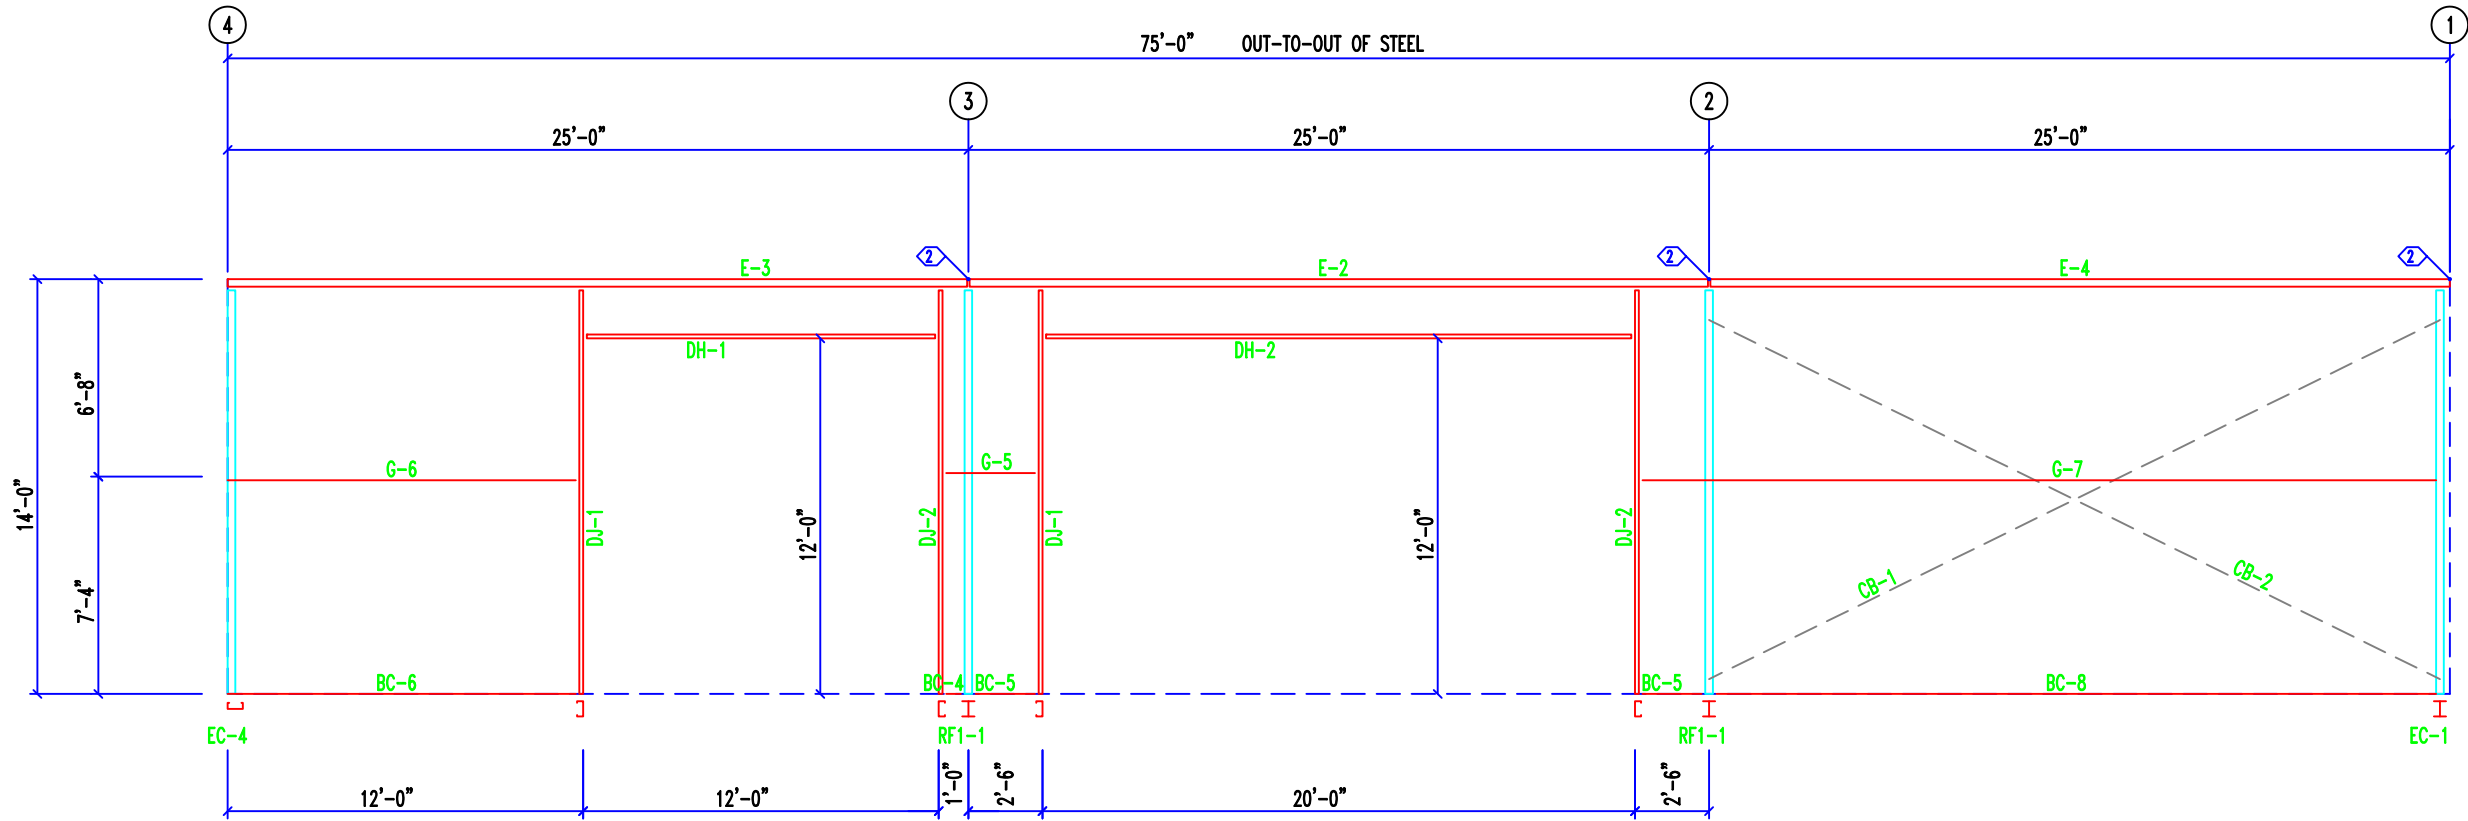 4
1
75'-0" OUT-TO-OUT OF STEEL
3
2
25'-0"
25'-0"
25'-0"
2
2
2
E-3
E-2
E-4
DH-1
DH-2
6'-8"
14'-0"
7'-4"
G-6
G-5
G-7
DJ-1
12'-0"
DJ-2
DJ-1
12'-0"
DJ-2
CB-1
CB-2
BC-6
BC-4
BC-5
BC-5
BC-8
EC-4
RF1-1
RF1-1
EC-1
12'-0"
12'-0"
1'-0"
2'-6"
20'-0"
2'-6"